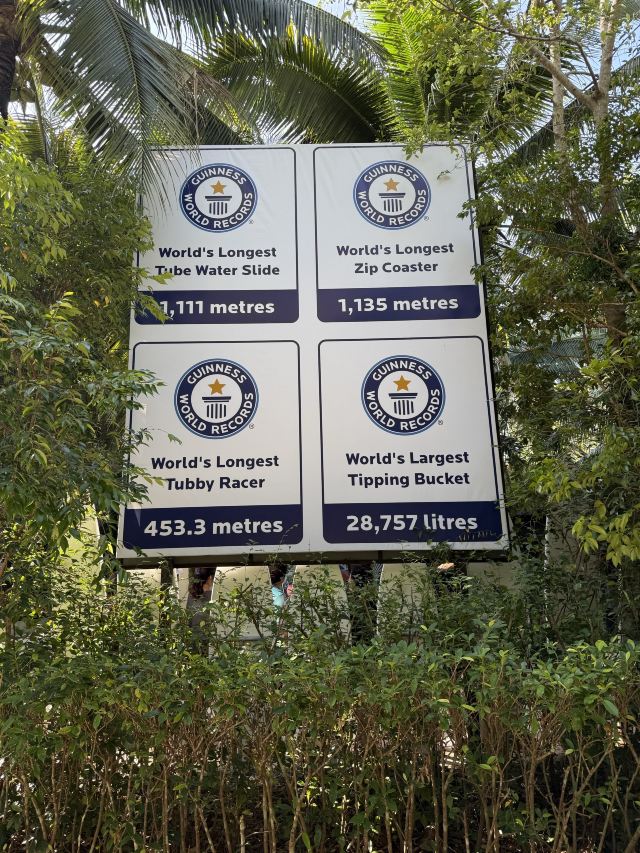 GUINNESS
WORLD RECORDS
World's Longest
Tube Water Slide
1,111 metres
GUINNESS
WORLD RECORDS
World's Longest
Zip Coaster
1,135 metres
GUINNESS
WORLD RECORDS
World's Longest
Tubby Racer
453.3 metres
GUINNESS
WORLD RECORDS
World's Largest
Tipping Bucket
28,757 litres